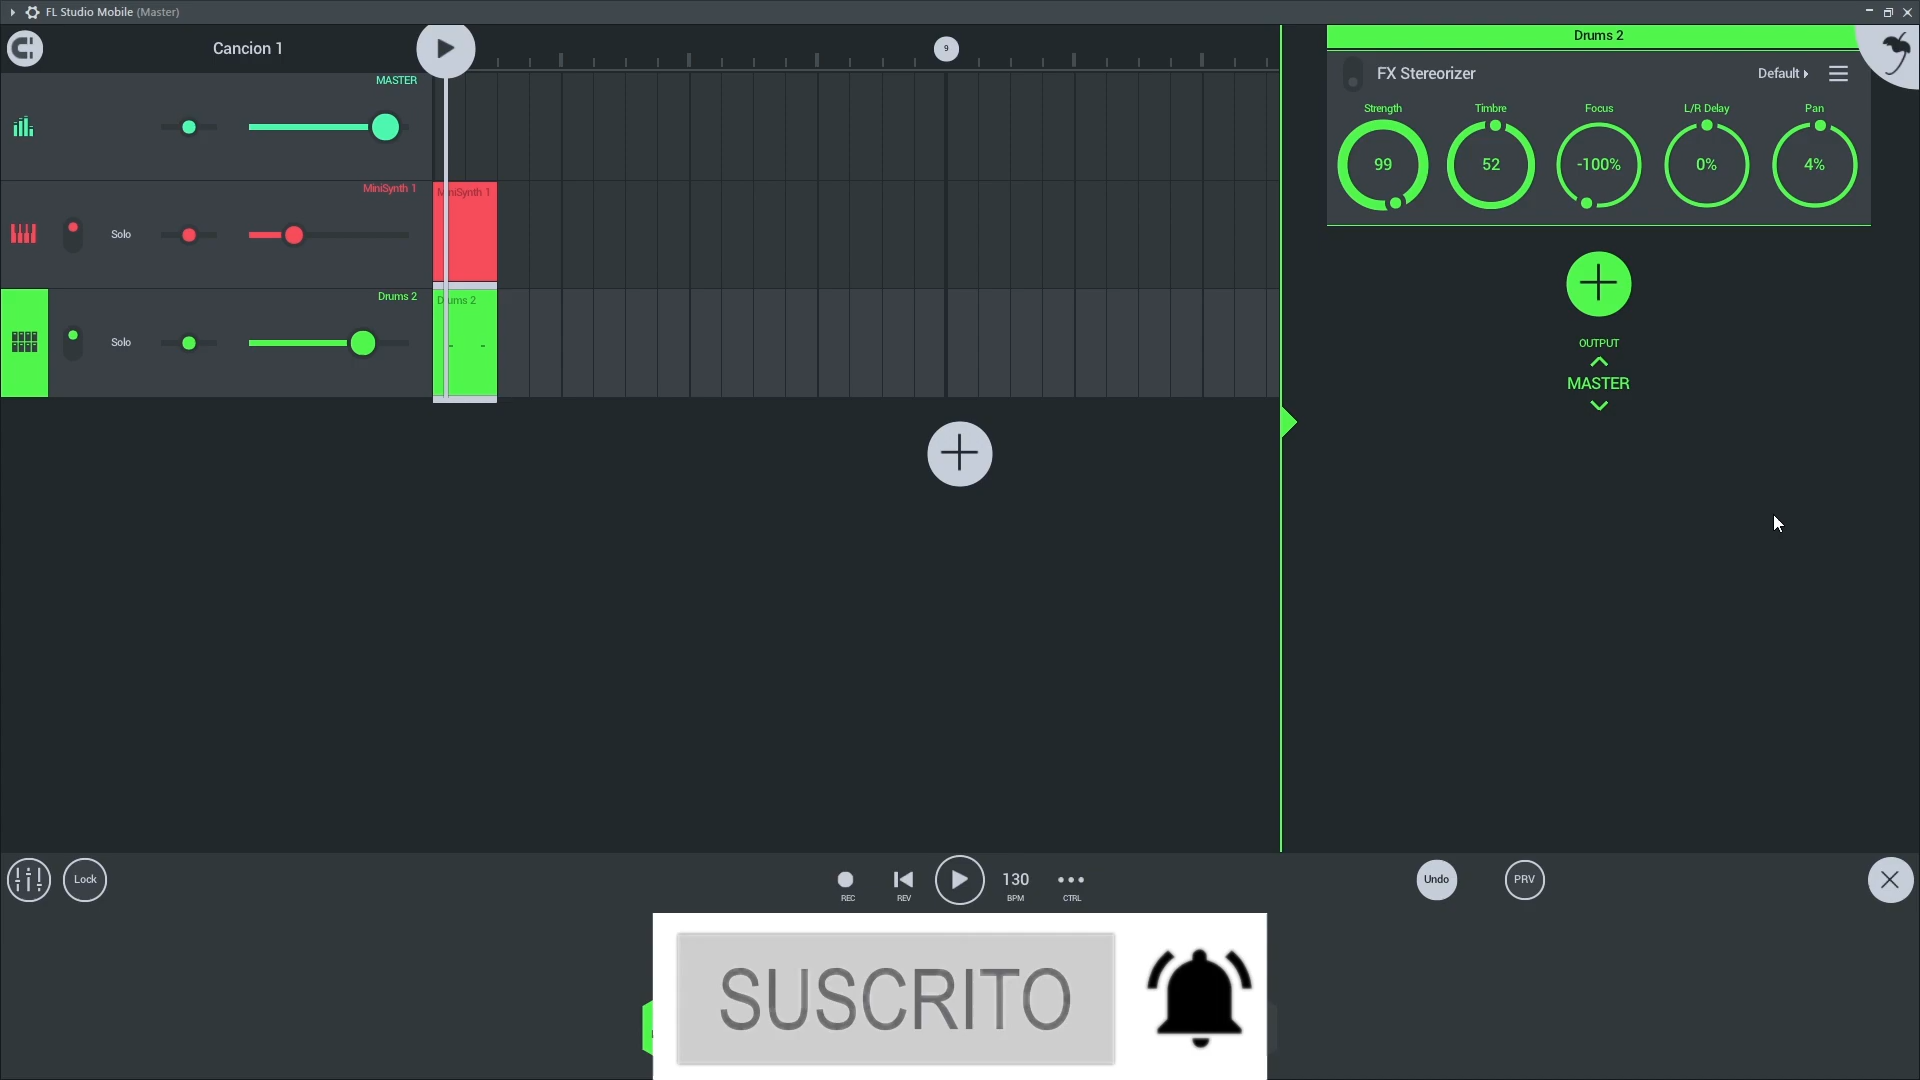 FL Studio Mobile (Master)
Cancion 1
9
MASTER
MiniSynth 1
Solo
MiniSynth 1
Drums 2
Solo
Drums 2
Drums 2
FX Stereorizer
Default
Strength
Timbre
Focus
L/R Delay
Pan
99
52
-100%
0%
4%
OUTPUT
MASTER
Lock
REC
REV
130
BPM
CTRL
Undo
PRV
SUSCRITO